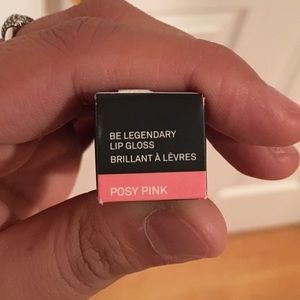 BE LEGENDARY
LIP GLOSS
BRILLANT À LÈVRES
POSY PINK